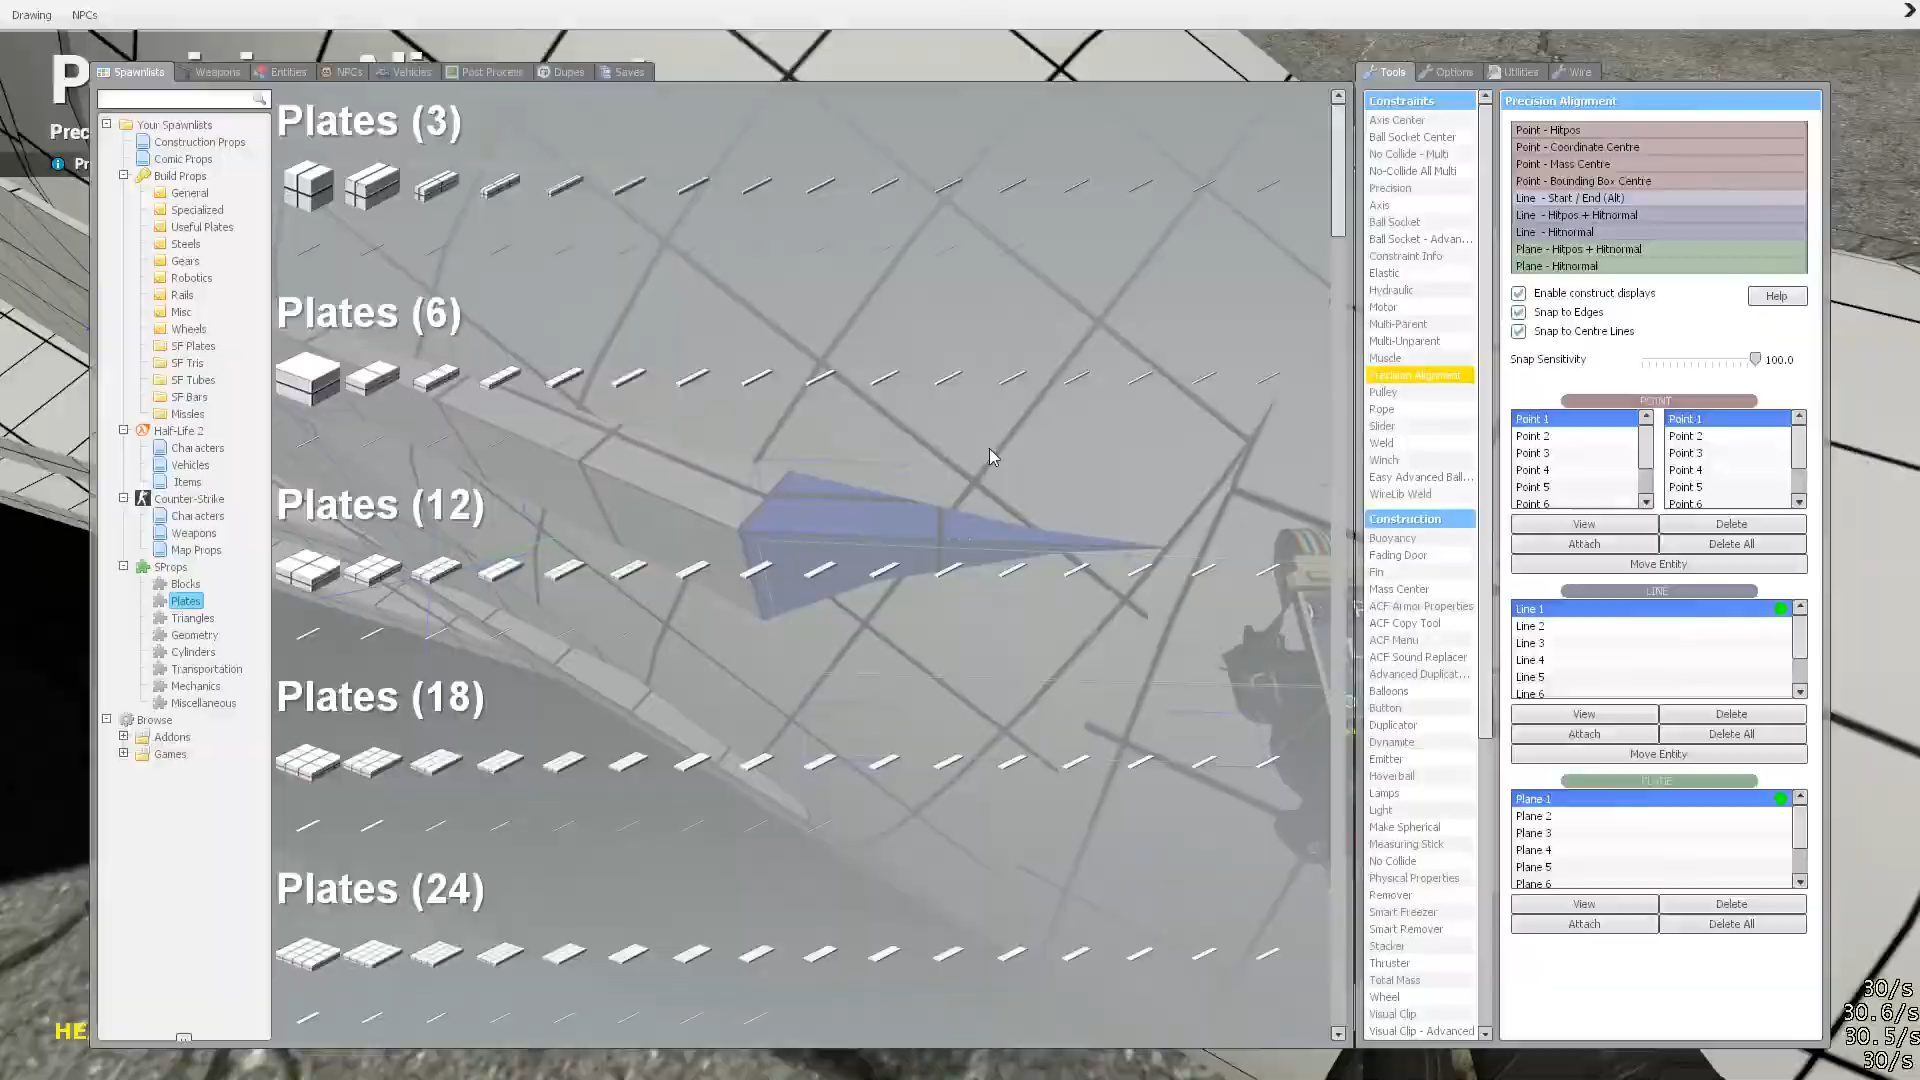 Drawing NPCs
P
Prec
Pr
Spawnlists Weapons Entities NPCs Vehicles Post Process Dupes Saves
Your Spawnlists
Construction Props
Comic Props
Build Props
General
Specialized
Useful Plates
Steels
Gears
Robotics
Rails
Misc
Wheels
SF Plates
SF Tris
SF Tubes
SF Bars
Missles
Half-Life 2
Characters
Vehicles
Items
Counter-Strike
Characters
Weapons
Map Props
SProps
Blocks
Plates
Triangles
Geometry
Cylinders
Transportation
Mechanics
Miscellaneous
Browse
Addons
Games
Plates (3)
Plates (6)
Plates (12)
Plates (18)
Plates (24)
Tools Options Utilities Wire
Constraints
Axis Center
Ball Socket Center
No Collide - Multi
No-Collide All Multi
Precision
Axis
Ball Socket
Ball Socket - Advan...
Constraint Info
Elastic
Hydraulic
Motor
Multi-Parent
Multi-Unparent
Muscle
Precision Alignment
Pulley
Rope
Slider
Weld
Winch
Easy Advanced Ball...
WireLib Weld
Construction
Buoyancy
Fading Door
Fin
Mass Center
ACF Armor Properties
ACF Copy Tool
ACF Menu
ACF Sound Replacer
Advanced Duplicat...
Balloons
Button
Duplicator
Dynamite
Emitter
Hoverball
Lamps
Light
Make Spherical
Measuring Stick
No Collide
Physical Properties
Remover
Smart Freezer
Smart Remover
Stacker
Thruster
Total Mass
Wheel
Visual Clip
Visual Clip - Advanced
Precision Alignment
Point - Hitpos
Point - Coordinate Centre
Point - Mass Centre
Point - Bounding Box Centre
Line - Start / End (Alt)
Line - Hitpos + Hitnormal
Line - Hitnormal
Plane - Hitpos + Hitnormal
Plane - Hitnormal
Enable construct displays
Help
Snap to Edges
Snap to Centre Lines
Snap Sensitivity 100.0
POINT
Point 1 Point 1
Point 2 Point 2
Point 3 Point 3
Point 4 Point 4
Point 5 Point 5
Point 6 Point 6
View Delete
Attach Delete All
Move Entity
LINE
Line 1
Line 2
Line 3
Line 4
Line 5
Line 6
View Delete
Attach Delete All
Move Entity
PLANE
Plane 1
Plane 2
Plane 3
Plane 4
Plane 5
Plane 6
View Delete
Attach Delete All
HE
30/s
30.6/s
30.5/s
30/s